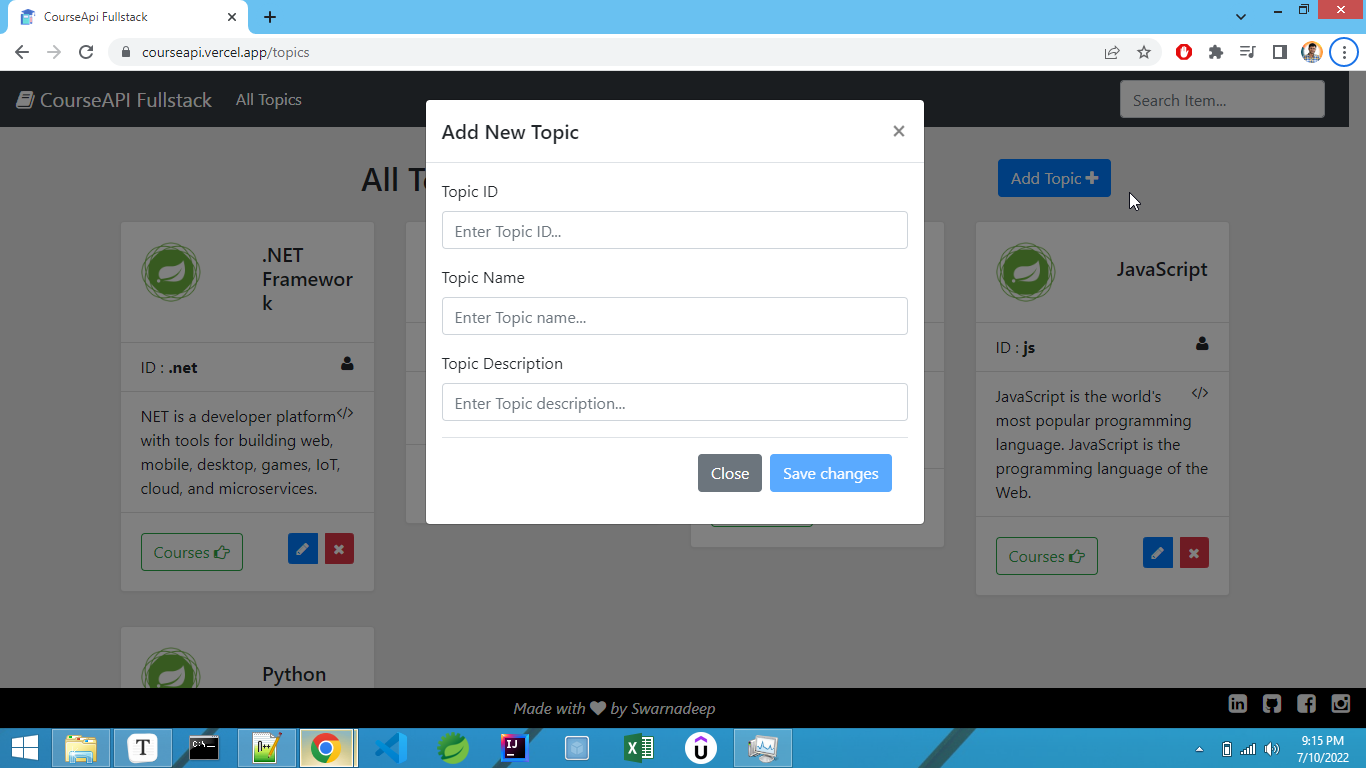 CourseApi Fullstack
courseapi.vercel.app/topics
CourseAPI Fullstack
All Topics
Search Item...
Add New Topic
×
All T
Add Topic
Topic ID
Enter Topic ID...
Topic Name
Enter Topic name...
Topic Description
Enter Topic description...
Close
Save changes
.NET
Framewor
k
ID : .net
NET is a developer platform
with tools for building web,
mobile, desktop, games, IoT,
cloud, and microservices.
Courses
JavaScript
ID : js
JavaScript is the world's
most popular programming
language. JavaScript is the
programming language of the
Web.
Courses
Python
Made with ❤ by Swarnadeep
9:15 PM
7/10/2022